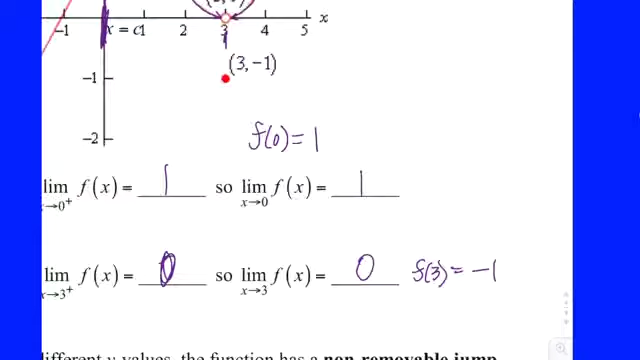 -1 x = c 1 2 3 4 5 x
(3, -1)
-1
-2
f(0) = 1
lim x→0⁺ f(x) = 1 so lim x→0 f(x) = 1
lim x→3⁺ f(x) = 0 so lim x→3 f(x) = 0 f(3) = -1
different y-values, the function has a non-removable jump